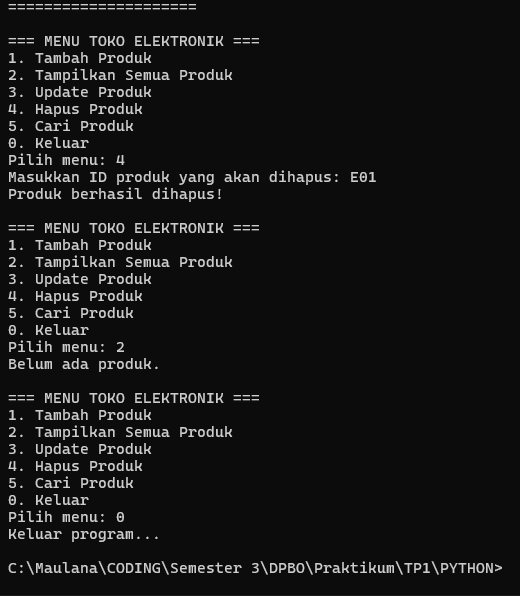 =====================
=== MENU TOKO ELEKTRONIK ===
1. Tambah Produk
2. Tampilkan Semua Produk
3. Update Produk
4. Hapus Produk
5. Cari Produk
0. Keluar
Pilih menu: 4
Masukkan ID produk yang akan dihapus: E01
Produk berhasil dihapus!
=== MENU TOKO ELEKTRONIK ===
1. Tambah Produk
2. Tampilkan Semua Produk
3. Update Produk
4. Hapus Produk
5. Cari Produk
0. Keluar
Pilih menu: 2
Belum ada produk.
=== MENU TOKO ELEKTRONIK ===
1. Tambah Produk
2. Tampilkan Semua Produk
3. Update Produk
4. Hapus Produk
5. Cari Produk
0. Keluar
Pilih menu: 0
Keluar program...
C:\Maulana\CODING\Semester 3\DPBO\Praktikum\TP1\PYTHON>